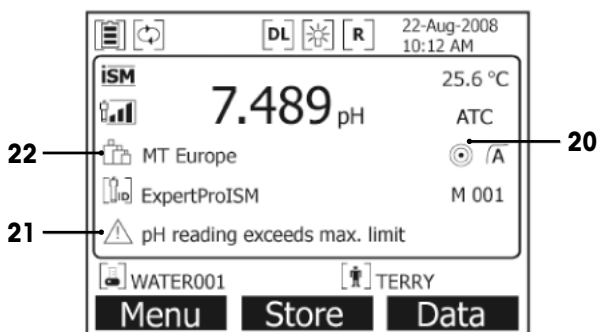 DL R 22-Aug-2008
10:12 AM
iSM 25.6 °C
7.489 pH ATC
20
22 MT Europe A
ID ExpertProISM M 001
21 pH reading exceeds max. limit
WATER001 TERRY
Menu Store Data